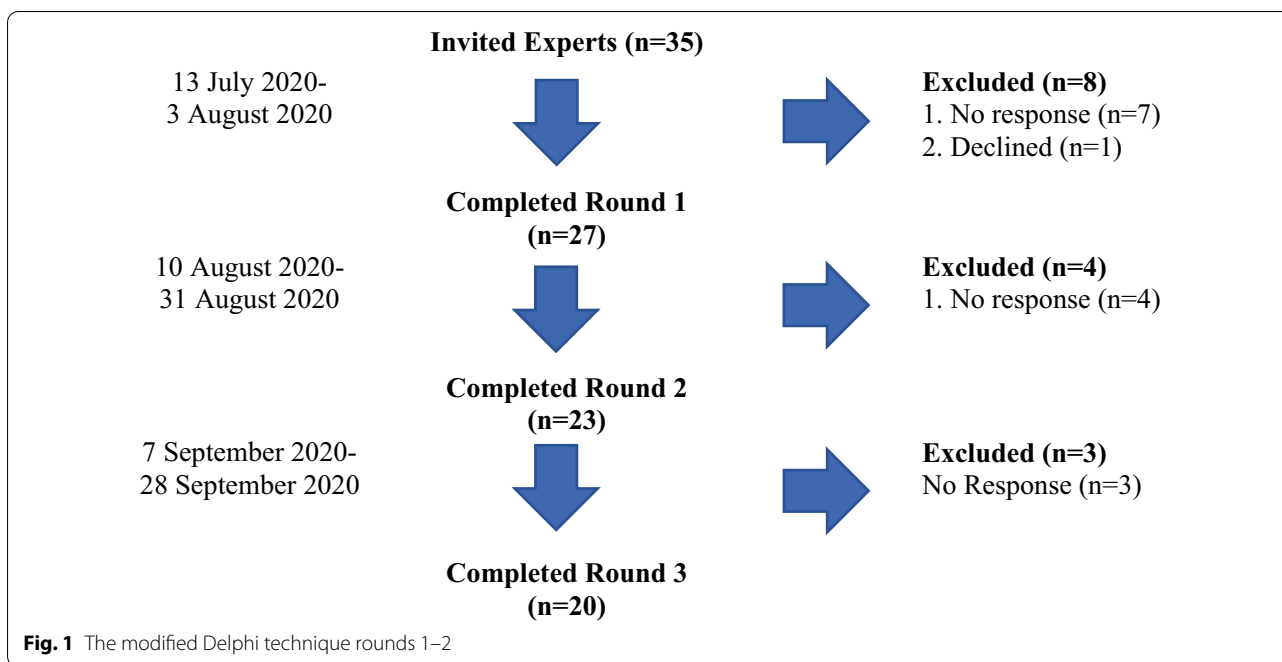 Invited Experts (n=35)
13 July 2020-
3 August 2020
Excluded (n=8)
1. No response (n=7)
2. Declined (n=1)
Completed Round 1
(n=27)
10 August 2020-
31 August 2020
Excluded (n=4)
1. No response (n=4)
Completed Round 2
(n=23)
7 September 2020-
28 September 2020
Excluded (n=3)
No Response (n=3)
Completed Round 3
(n=20)
Fig. 1 The modified Delphi technique rounds 1–2